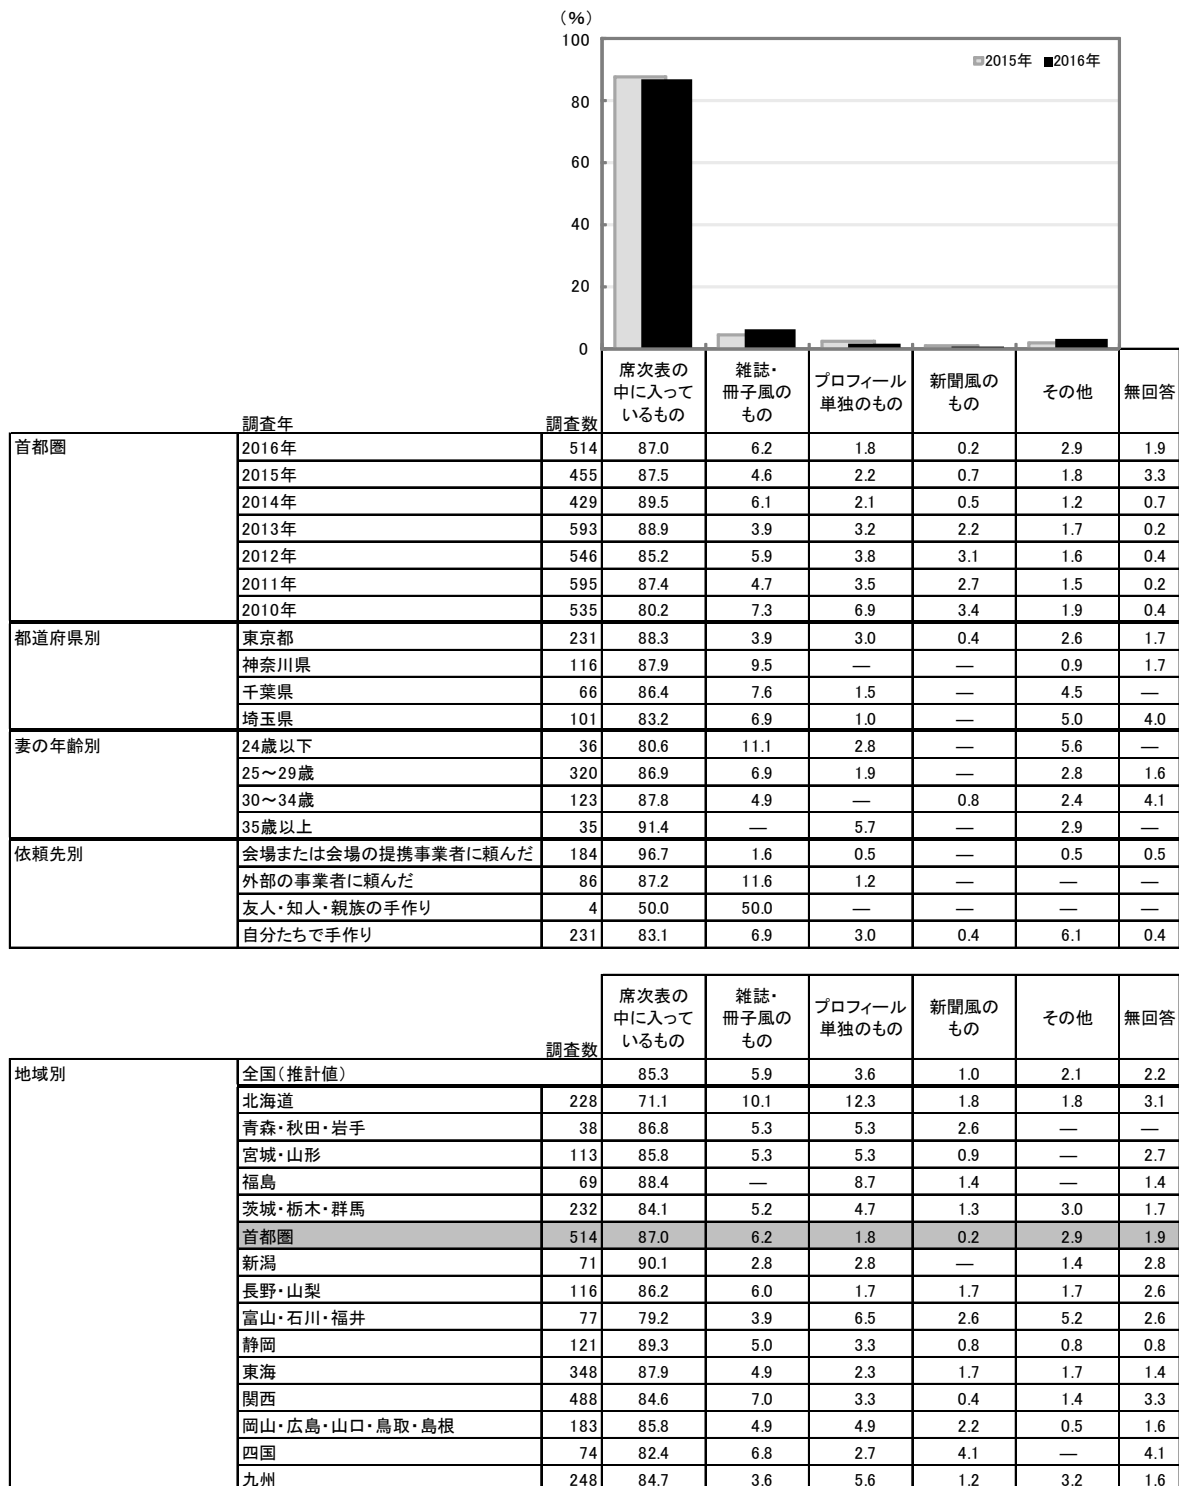 (%)
100
80
60
40
20
0
2015年 2016年
席次表の中に入っているもの 雑誌・冊子風のもの プロフィール単独のもの 新聞風のもの その他 無回答
調査年 調査数
首都圏 2016年 514 87.0 6.2 1.8 0.2 2.9 1.9
2015年 455 87.5 4.6 2.2 0.7 1.8 3.3
2014年 429 89.5 6.1 2.1 0.5 1.2 0.7
2013年 593 88.9 3.9 3.2 2.2 1.7 0.2
2012年 546 85.2 5.9 3.8 3.1 1.6 0.4
2011年 595 87.4 4.7 3.5 2.7 1.5 0.2
2010年 535 80.2 7.3 6.9 3.4 1.9 0.4
都道府県別 東京都 231 88.3 3.9 3.0 0.4 2.6 1.7
神奈川県 116 87.9 9.5 — — 0.9 1.7
千葉県 66 86.4 7.6 1.5 — 4.5 —
埼玉県 101 83.2 6.9 1.0 — 5.0 4.0
妻の年齢別 24歳以下 36 80.6 11.1 2.8 — 5.6 —
25～29歳 320 86.9 6.9 1.9 — 2.8 1.6
30～34歳 123 87.8 4.9 — 0.8 2.4 4.1
35歳以上 35 91.4 — 5.7 — 2.9 —
依頼先別 会場または会場の提携事業者に頼んだ 184 96.7 1.6 0.5 — 0.5 0.5
外部の事業者に頼んだ 86 87.2 11.6 1.2 — — —
友人・知人・親族の手作り 4 50.0 50.0 — — — —
自分たちで手作り 231 83.1 6.9 3.0 0.4 6.1 0.4
席次表の中に入っているもの 雑誌・冊子風のもの プロフィール単独のもの 新聞風のもの その他 無回答
調査数
地域別 全国（推計値） 85.3 5.9 3.6 1.0 2.1 2.2
北海道 228 71.1 10.1 12.3 1.8 1.8 3.1
青森・秋田・岩手 38 86.8 5.3 5.3 2.6 — —
宮城・山形 113 85.8 5.3 5.3 0.9 — 2.7
福島 69 88.4 — 8.7 1.4 — 1.4
茨城・栃木・群馬 232 84.1 5.2 4.7 1.3 3.0 1.7
首都圏 514 87.0 6.2 1.8 0.2 2.9 1.9
新潟 71 90.1 2.8 2.8 — 1.4 2.8
長野・山梨 116 86.2 6.0 1.7 1.7 1.7 2.6
富山・石川・福井 77 79.2 3.9 6.5 2.6 5.2 2.6
静岡 121 89.3 5.0 3.3 0.8 0.8 0.8
東海 348 87.9 4.9 2.3 1.7 1.7 1.4
関西 488 84.6 7.0 3.3 0.4 1.4 3.3
岡山・広島・山口・鳥取・島根 183 85.8 4.9 4.9 2.2 0.5 1.6
四国 74 82.4 6.8 2.7 4.1 — 4.1
九州 248 84.7 3.6 5.6 1.2 3.2 1.6